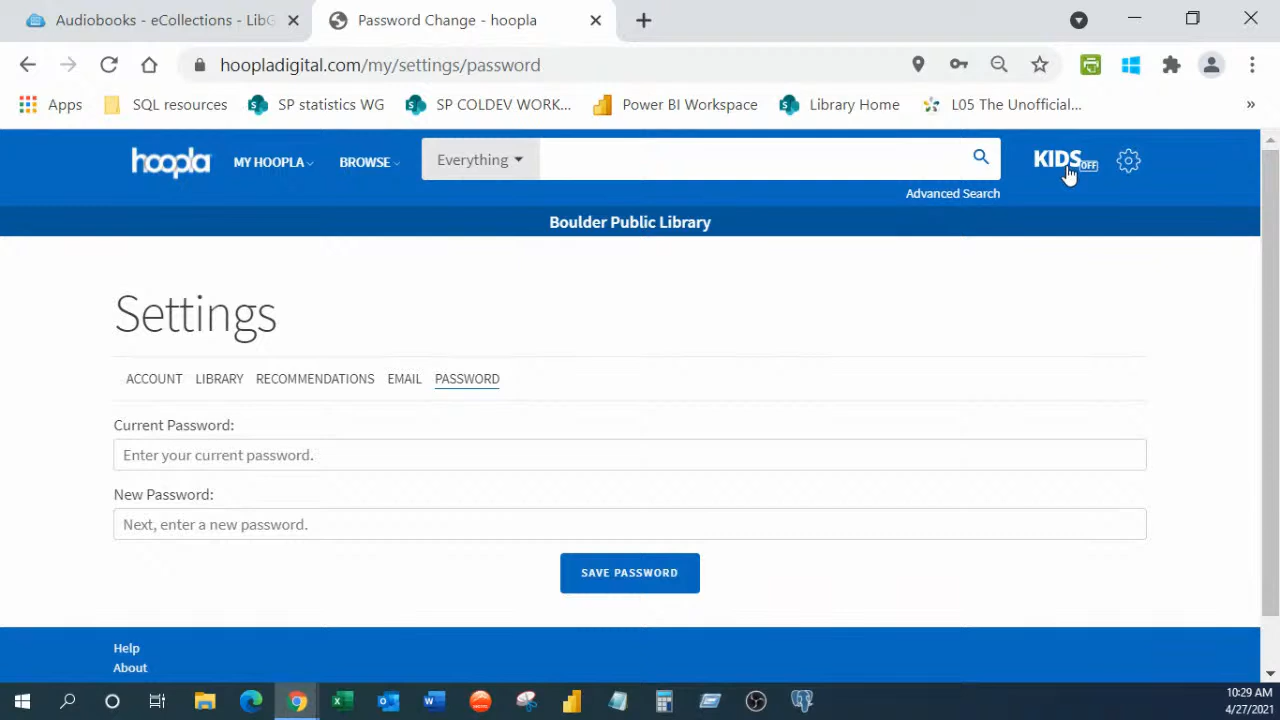 Audiobooks - eCollections - LibG
Password Change - hoopla
hoopladigital.com/my/settings/password
Apps
SQL resources
SP statistics WG
SP COLDEV WORK...
Power BI Workspace
Library Home
L05 The Unofficial...
»
hoopla
MY HOOPLA
BROWSE
Everything
KIDS OFF
Advanced Search
Boulder Public Library
Settings
ACCOUNT
LIBRARY
RECOMMENDATIONS
EMAIL
PASSWORD
Current Password:
Enter your current password.
New Password:
Next, enter a new password.
SAVE PASSWORD
Help
About
10:29 AM
4/27/2021